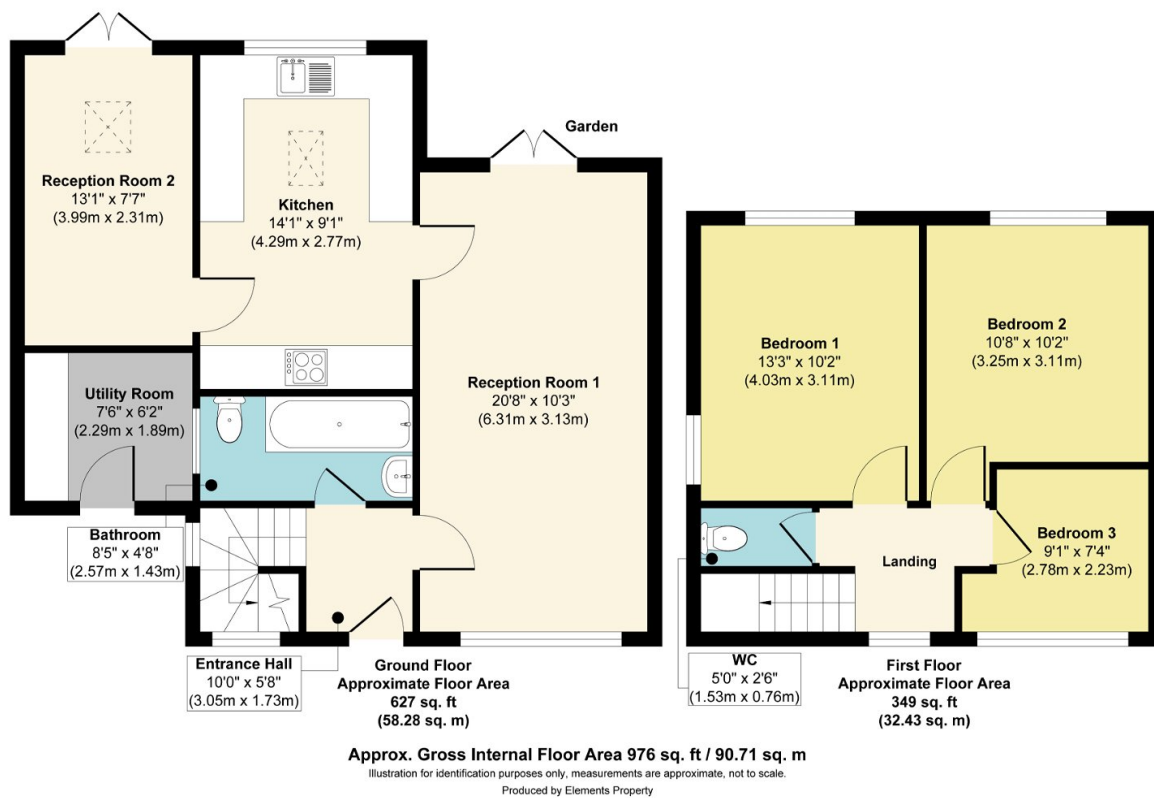 Garden
Reception Room 2
13'1" x 7'7"
(3.99m x 2.31m)
Kitchen
14'1" x 9'1"
(4.29m x 2.77m)
Utility Room
7'6" x 6'2"
(2.29m x 1.89m)
Reception Room 1
20'8" x 10'3"
(6.31m x 3.13m)
Bathroom
8'5" x 4'8"
(2.57m x 1.43m)
Entrance Hall
10'0" x 5'8"
(3.05m x 1.73m)
Ground Floor
Approximate Floor Area
627 sq. ft
(58.28 sq. m)
Bedroom 1
13'3" x 10'2"
(4.03m x 3.11m)
Bedroom 2
10'8" x 10'2"
(3.25m x 3.11m)
Bedroom 3
9'1" x 7'4"
(2.78m x 2.23m)
Landing
WC
5'0" x 2'6"
(1.53m x 0.76m)
First Floor
Approximate Floor Area
349 sq. ft
(32.43 sq. m)
Approx. Gross Internal Floor Area 976 sq. ft / 90.71 sq. m
Illustration for identification purposes only, measurements are approximate, not to scale.
Produced by Elements Property